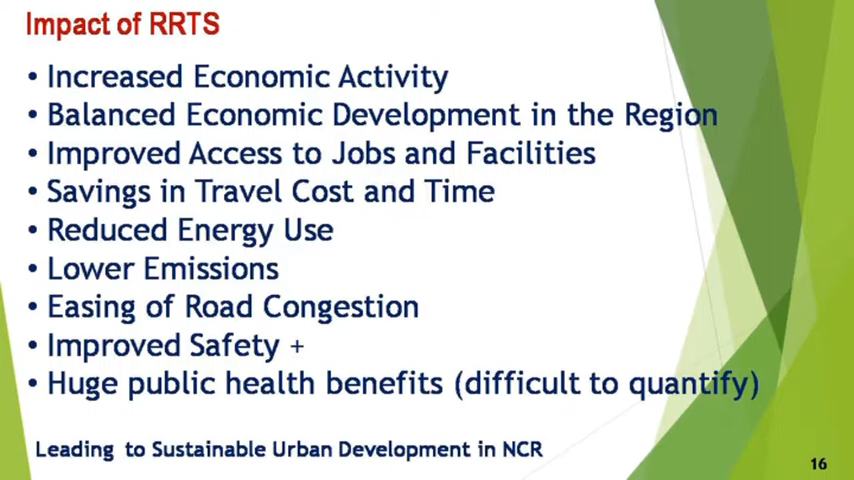 Impact of RRTS
• Increased Economic Activity
• Balanced Economic Development in the Region
• Improved Access to Jobs and Facilities
• Savings in Travel Cost and Time
• Reduced Energy Use
• Lower Emissions
• Easing of Road Congestion
• Improved Safety +
• Huge public health benefits (difficult to quantify)
Leading to Sustainable Urban Development in NCR
16